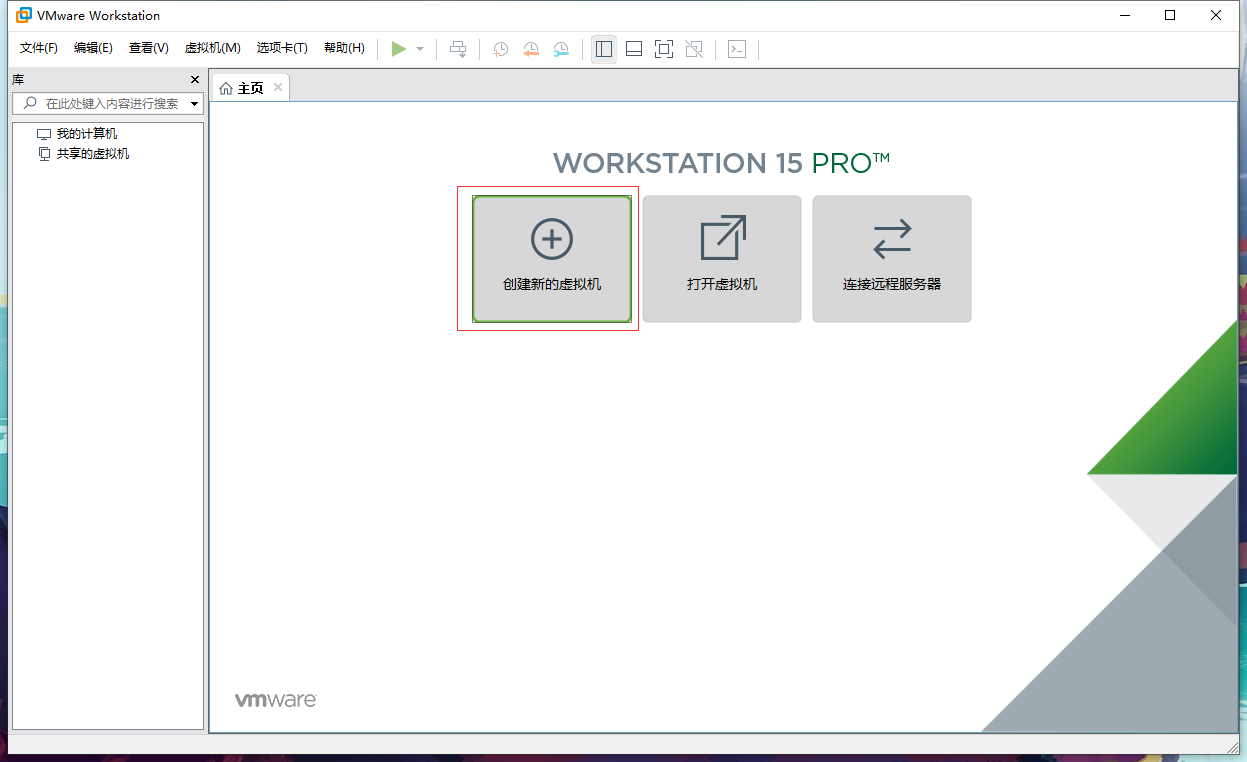 VMware Workstation
文件(F) 编辑(E) 查看(V) 虚拟机(M) 选项卡(T) 帮助(H)
库
在此处键入内容进行搜索
我的计算机
共享的虚拟机
主页
WORKSTATION 15 PRO™
创建新的虚拟机 打开虚拟机 连接远程服务器
vmware